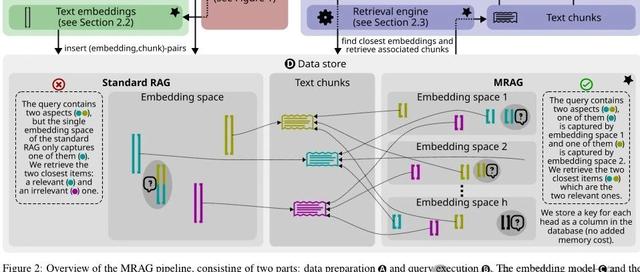 Text embeddings
(see Section 2.2)
(see Figure 1)
Retrieval engine
(see Section 2.3)
Text chunks
insert (embedding,chunk)-pairs
find closest embeddings and
retrieve associated chunks
D Data store
Standard RAG
The query contains
two aspects ( ),
but the single
embedding space
of the standard
RAG only captures
one of them ( ).
We retrieve the
two closest items:
a relevant ( ) and
an irrelevant ( ) one.
Embedding space
?
Text chunks
MRAG
Embedding space 1
?
Embedding space 2
?
Embedding space h
?
The query contains
two aspects ( ),
one of them ( )
is captured by
embedding space 1
and one of them ( )
is captured by
embedding space 2.
We retrieve the two
closest items ( )
which are the
two relevant ones.
We store a key for each
head as a column in the
database (no added
memory cost).
Figure 2: Overview of the MRAG pipeline, consisting of two parts: data preparation A and query execution B. The embedding model C and the